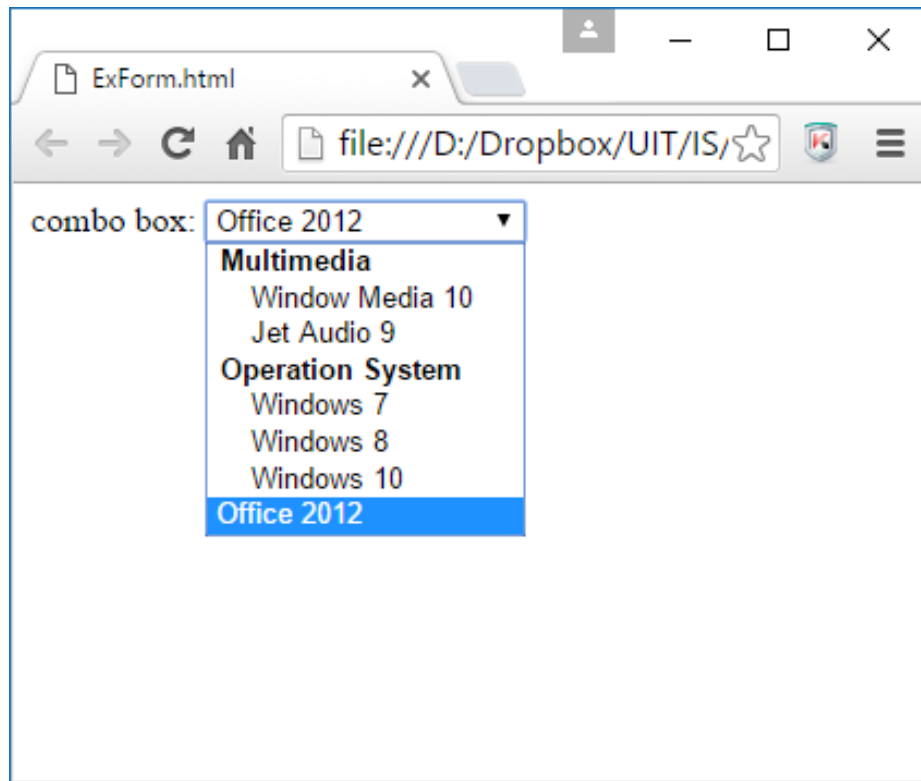 ExForm.html
file:///D:/Dropbox/UIT/IS/
combo box: Office 2012
Multimedia
Window Media 10
Jet Audio 9
Operation System
Windows 7
Windows 8
Windows 10
Office 2012